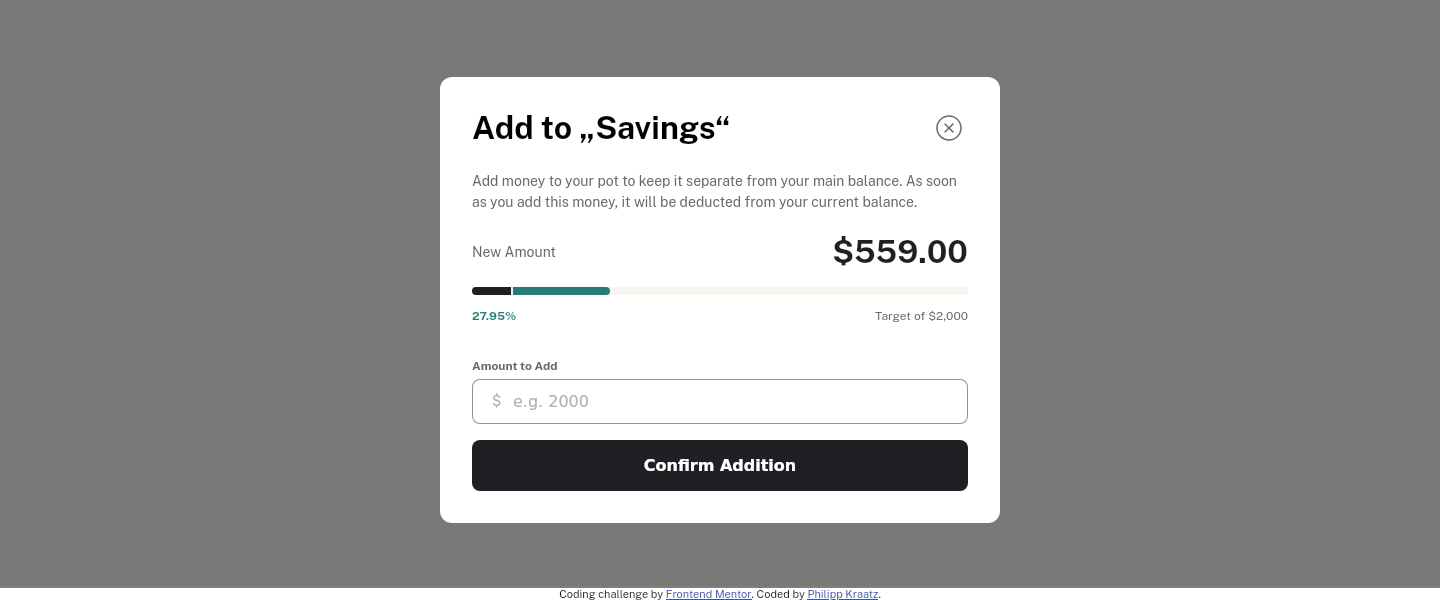 Add to „Savings“
Add money to your pot to keep it separate from your main balance. As soon
as you add this money, it will be deducted from your current balance.
New Amount
$559.00
27.95%
Target of $2,000
Amount to Add
$ e.g. 2000
Confirm Addition
Coding challenge by Frontend Mentor. Coded by Philipp Kraatz.